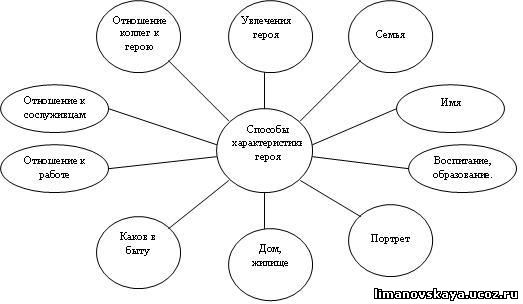 Отношение
коллег к
герою
Увлечения
героя
Семья
Отношение к
сослуживцам
Имя
Способы
характеристики
героя
Отношение к
работе
Воспитание,
образование.
Каков в
быту
Дом,
жилище
Портрет
limanovskaya.ucoz.ru